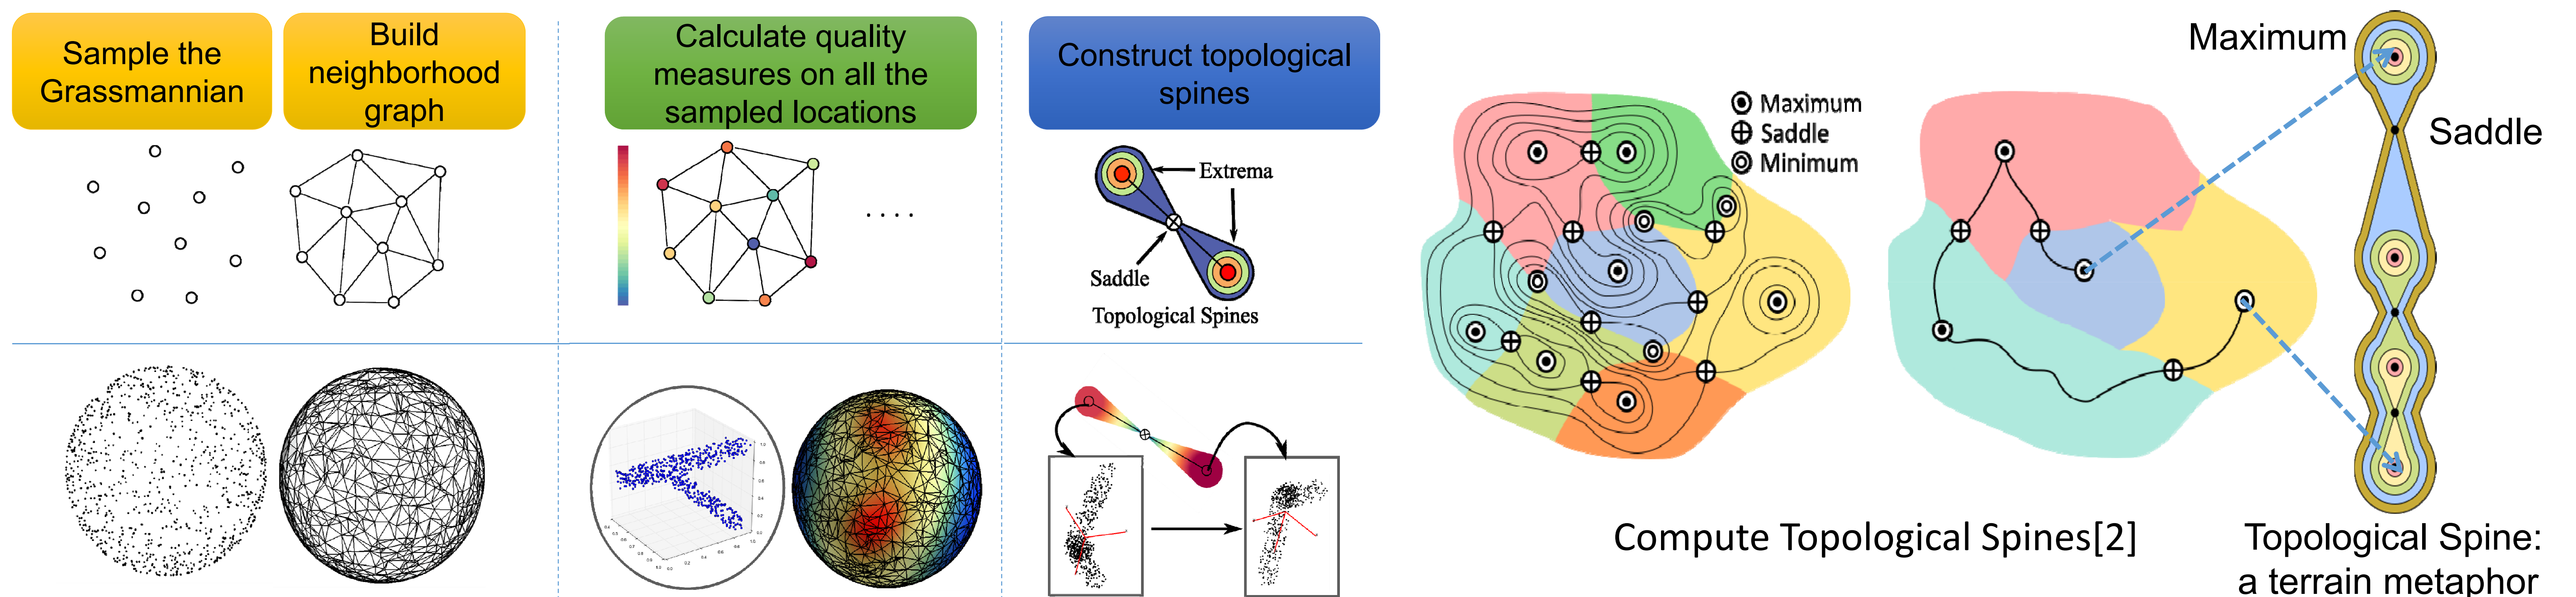 Sample the
Grassmannian
Build
neighborhood
graph
Calculate quality
measures on all the
sampled locations
Construct topological
spines
. . . .
Extrema
Saddle
Topological Spines
Maximum
Saddle
Minimum
Maximum
Saddle
Compute Topological Spines[2]
Topological Spine:
a terrain metaphor